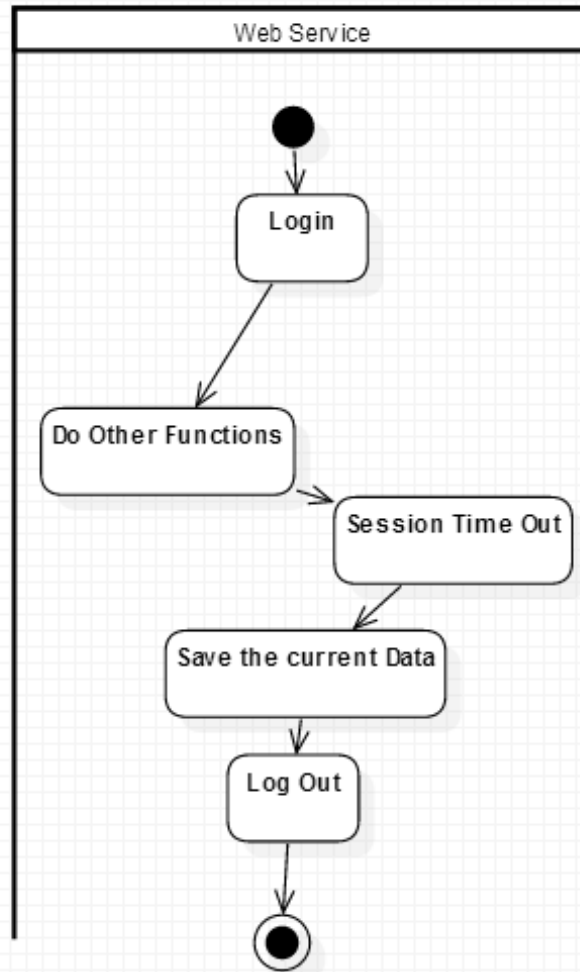 Web Service
Login
Do Other Functions
Session Time Out
Save the current Data
Log Out